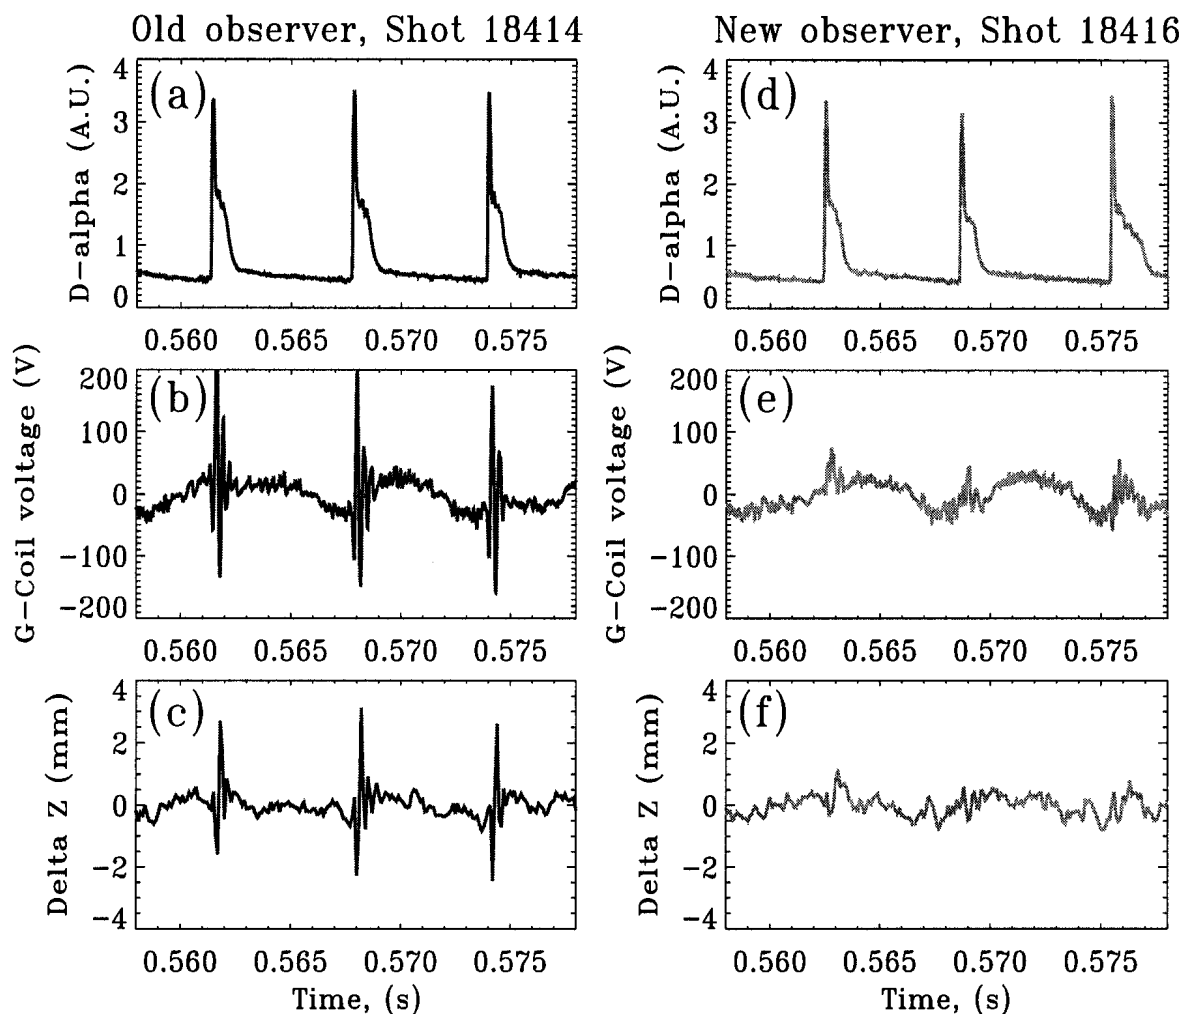 Old observer, Shot 18414
New observer, Shot 18416
(a)
D-alpha (A.U.)
4
3
2
1
0
0.560 0.565 0.570 0.575
(d)
D-alpha (A.U.)
4
3
2
1
0
0.560 0.565 0.570 0.575
(b)
G-Coil voltage (V)
200
100
0
-100
-200
0.560 0.565 0.570 0.575
(e)
G-Coil voltage (V)
200
100
0
-100
-200
0.560 0.565 0.570 0.575
(c)
Delta Z (mm)
4
2
0
-2
-4
0.560 0.565 0.570 0.575
Time, (s)
(f)
Delta Z (mm)
4
2
0
-2
-4
0.560 0.565 0.570 0.575
Time, (s)